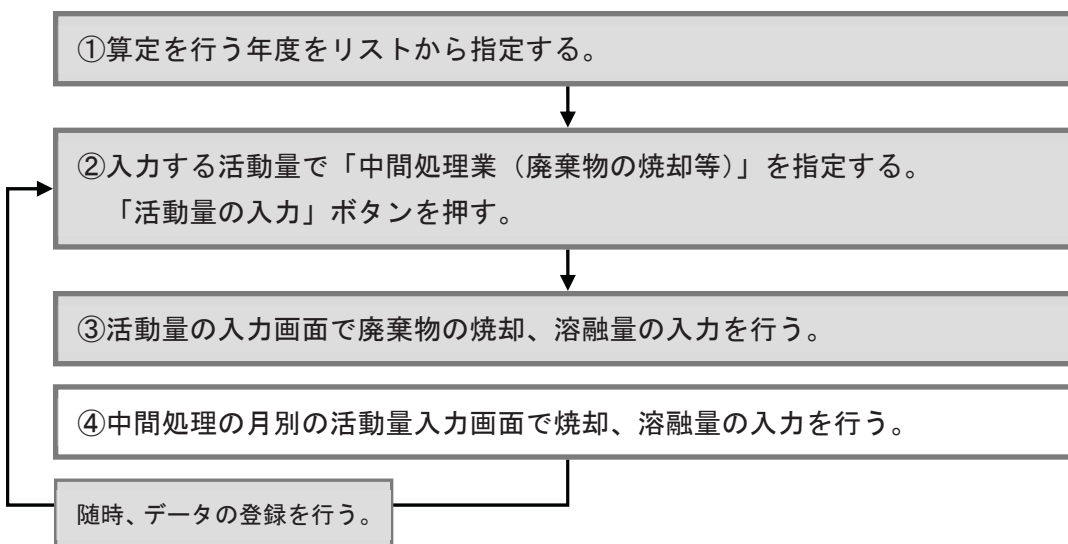 ①算定を行う年度をリストから指定する。
②入力する活動量で「中間処理業（廃棄物の焼却等）」を指定する。
「活動量の入力」ボタンを押す。
③活動量の入力画面で廃棄物の焼却、溶融量の入力を行う。
④中間処理の月別の活動量入力画面で焼却、溶融量の入力を行う。
随時、データの登録を行う。